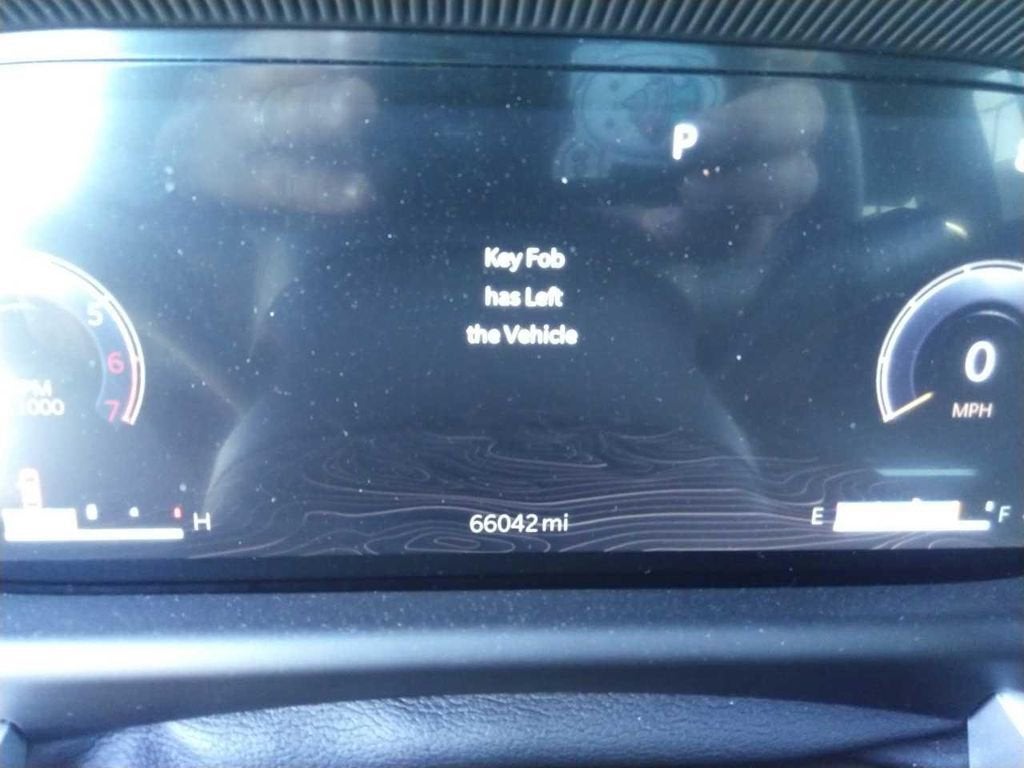 P
Key Fob
has Left
the Vehicle
5
6
7
1000
0
MPH
H
66042 mi
E
F